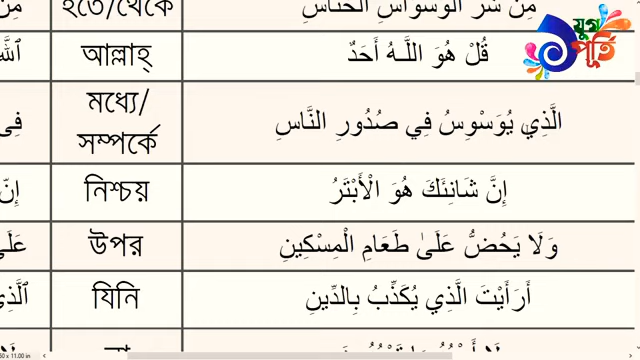 হতে/থেকে مِنْ شَرِّ الْوَسْوَاسِ الْخَنَّاسِ
যুগ পূর্তি
আল্লাহ্ قُلْ هُوَ اللَّـهُ أَحَدٌ
মধ্যে/
সম্পর্কে الَّذِي يُوَسْوِسُ فِي صُدُورِ النَّاسِ
নিশ্চয় إِنَّ شَانِئَكَ هُوَ الْأَبْتَرُ
উপর وَلَا يَحُضُّ عَلَىٰ طَعَامِ الْمِسْكِينِ
যিনি أَرَأَيْتَ الَّذِي يُكَذِّبُ بِالدِّينِ